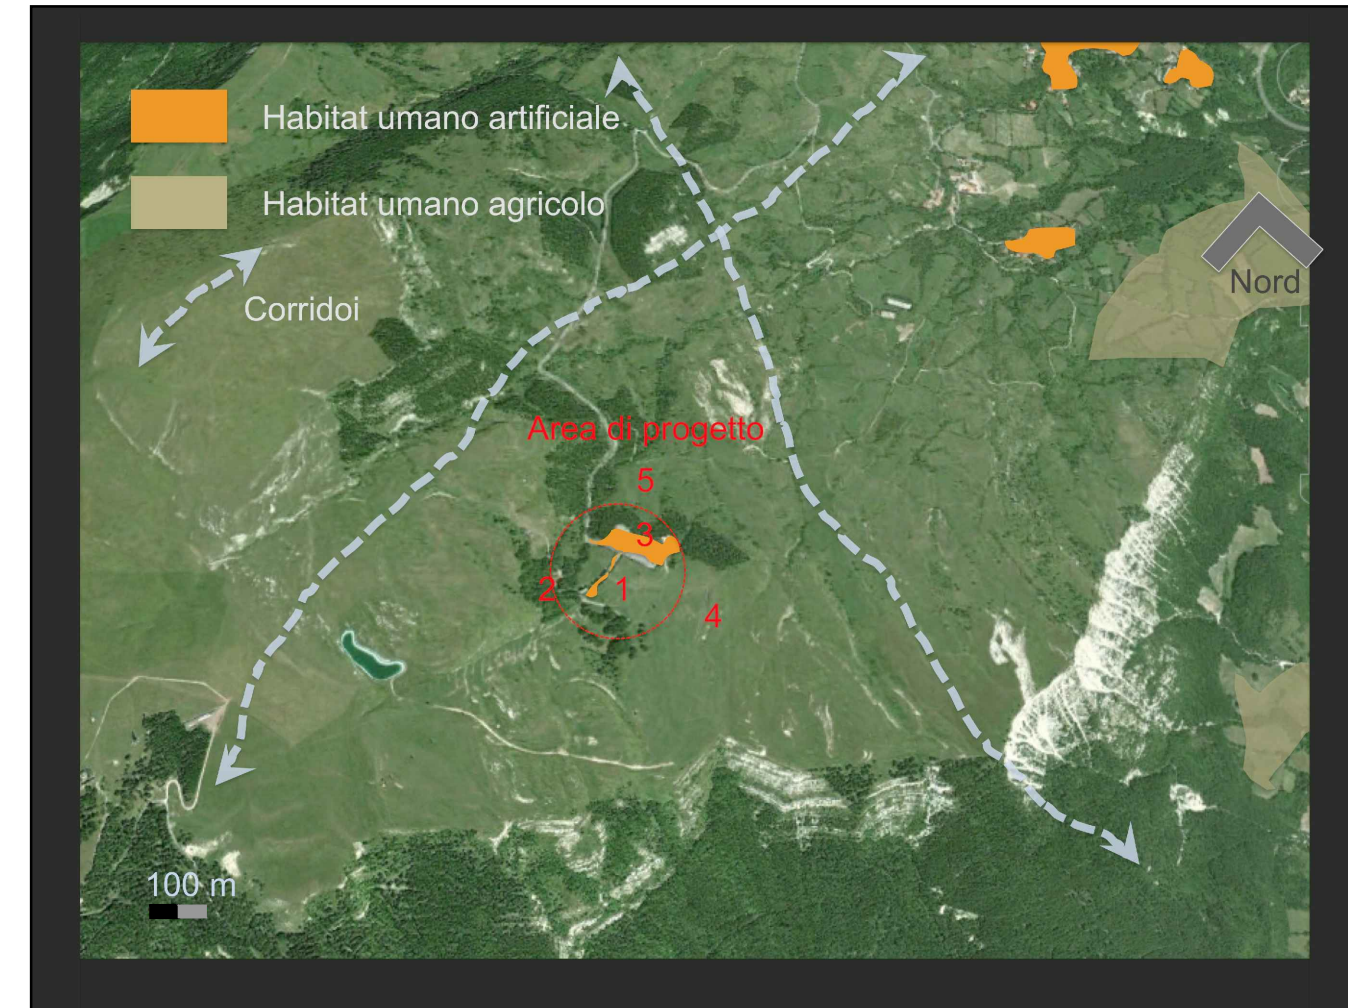 Habitat umano artificiale
Habitat umano agricolo
Nord
Corridoi
Area di progetto
5
3
2
1
4
100 m